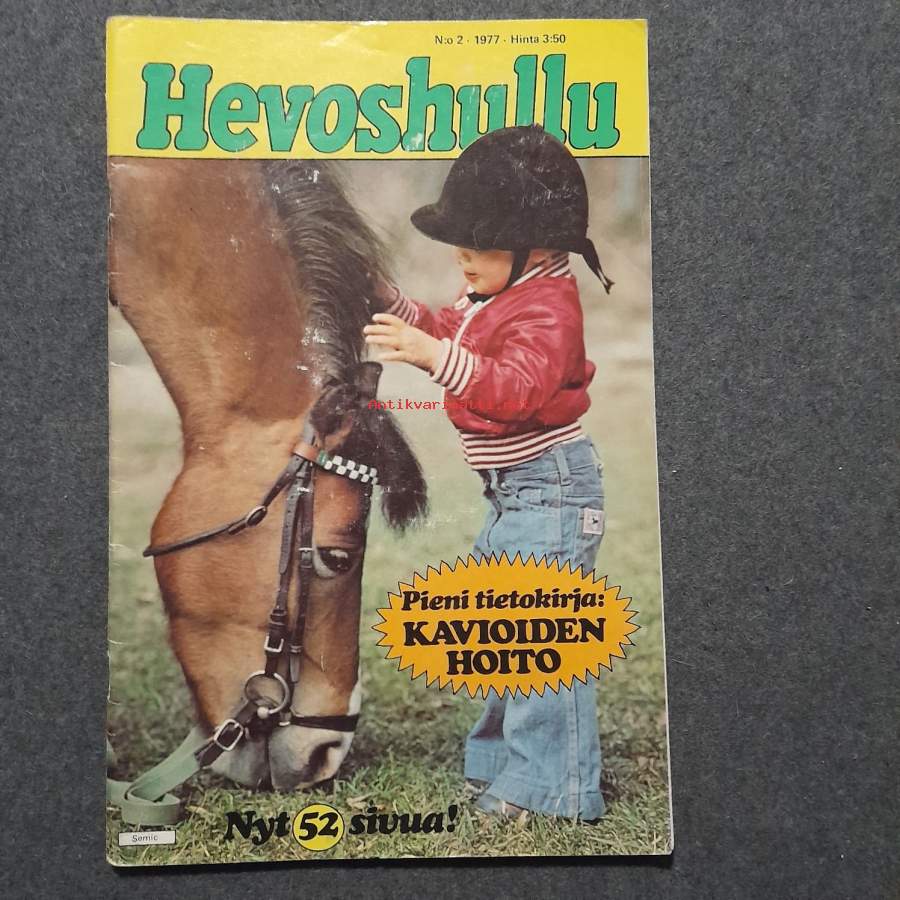 N:o 2 · 1977 · Hinta 3:50
Hevoshullu
Pieni tietokirja:
KAVIOIDEN
HOITO
Nyt 52 sivua!
Semic